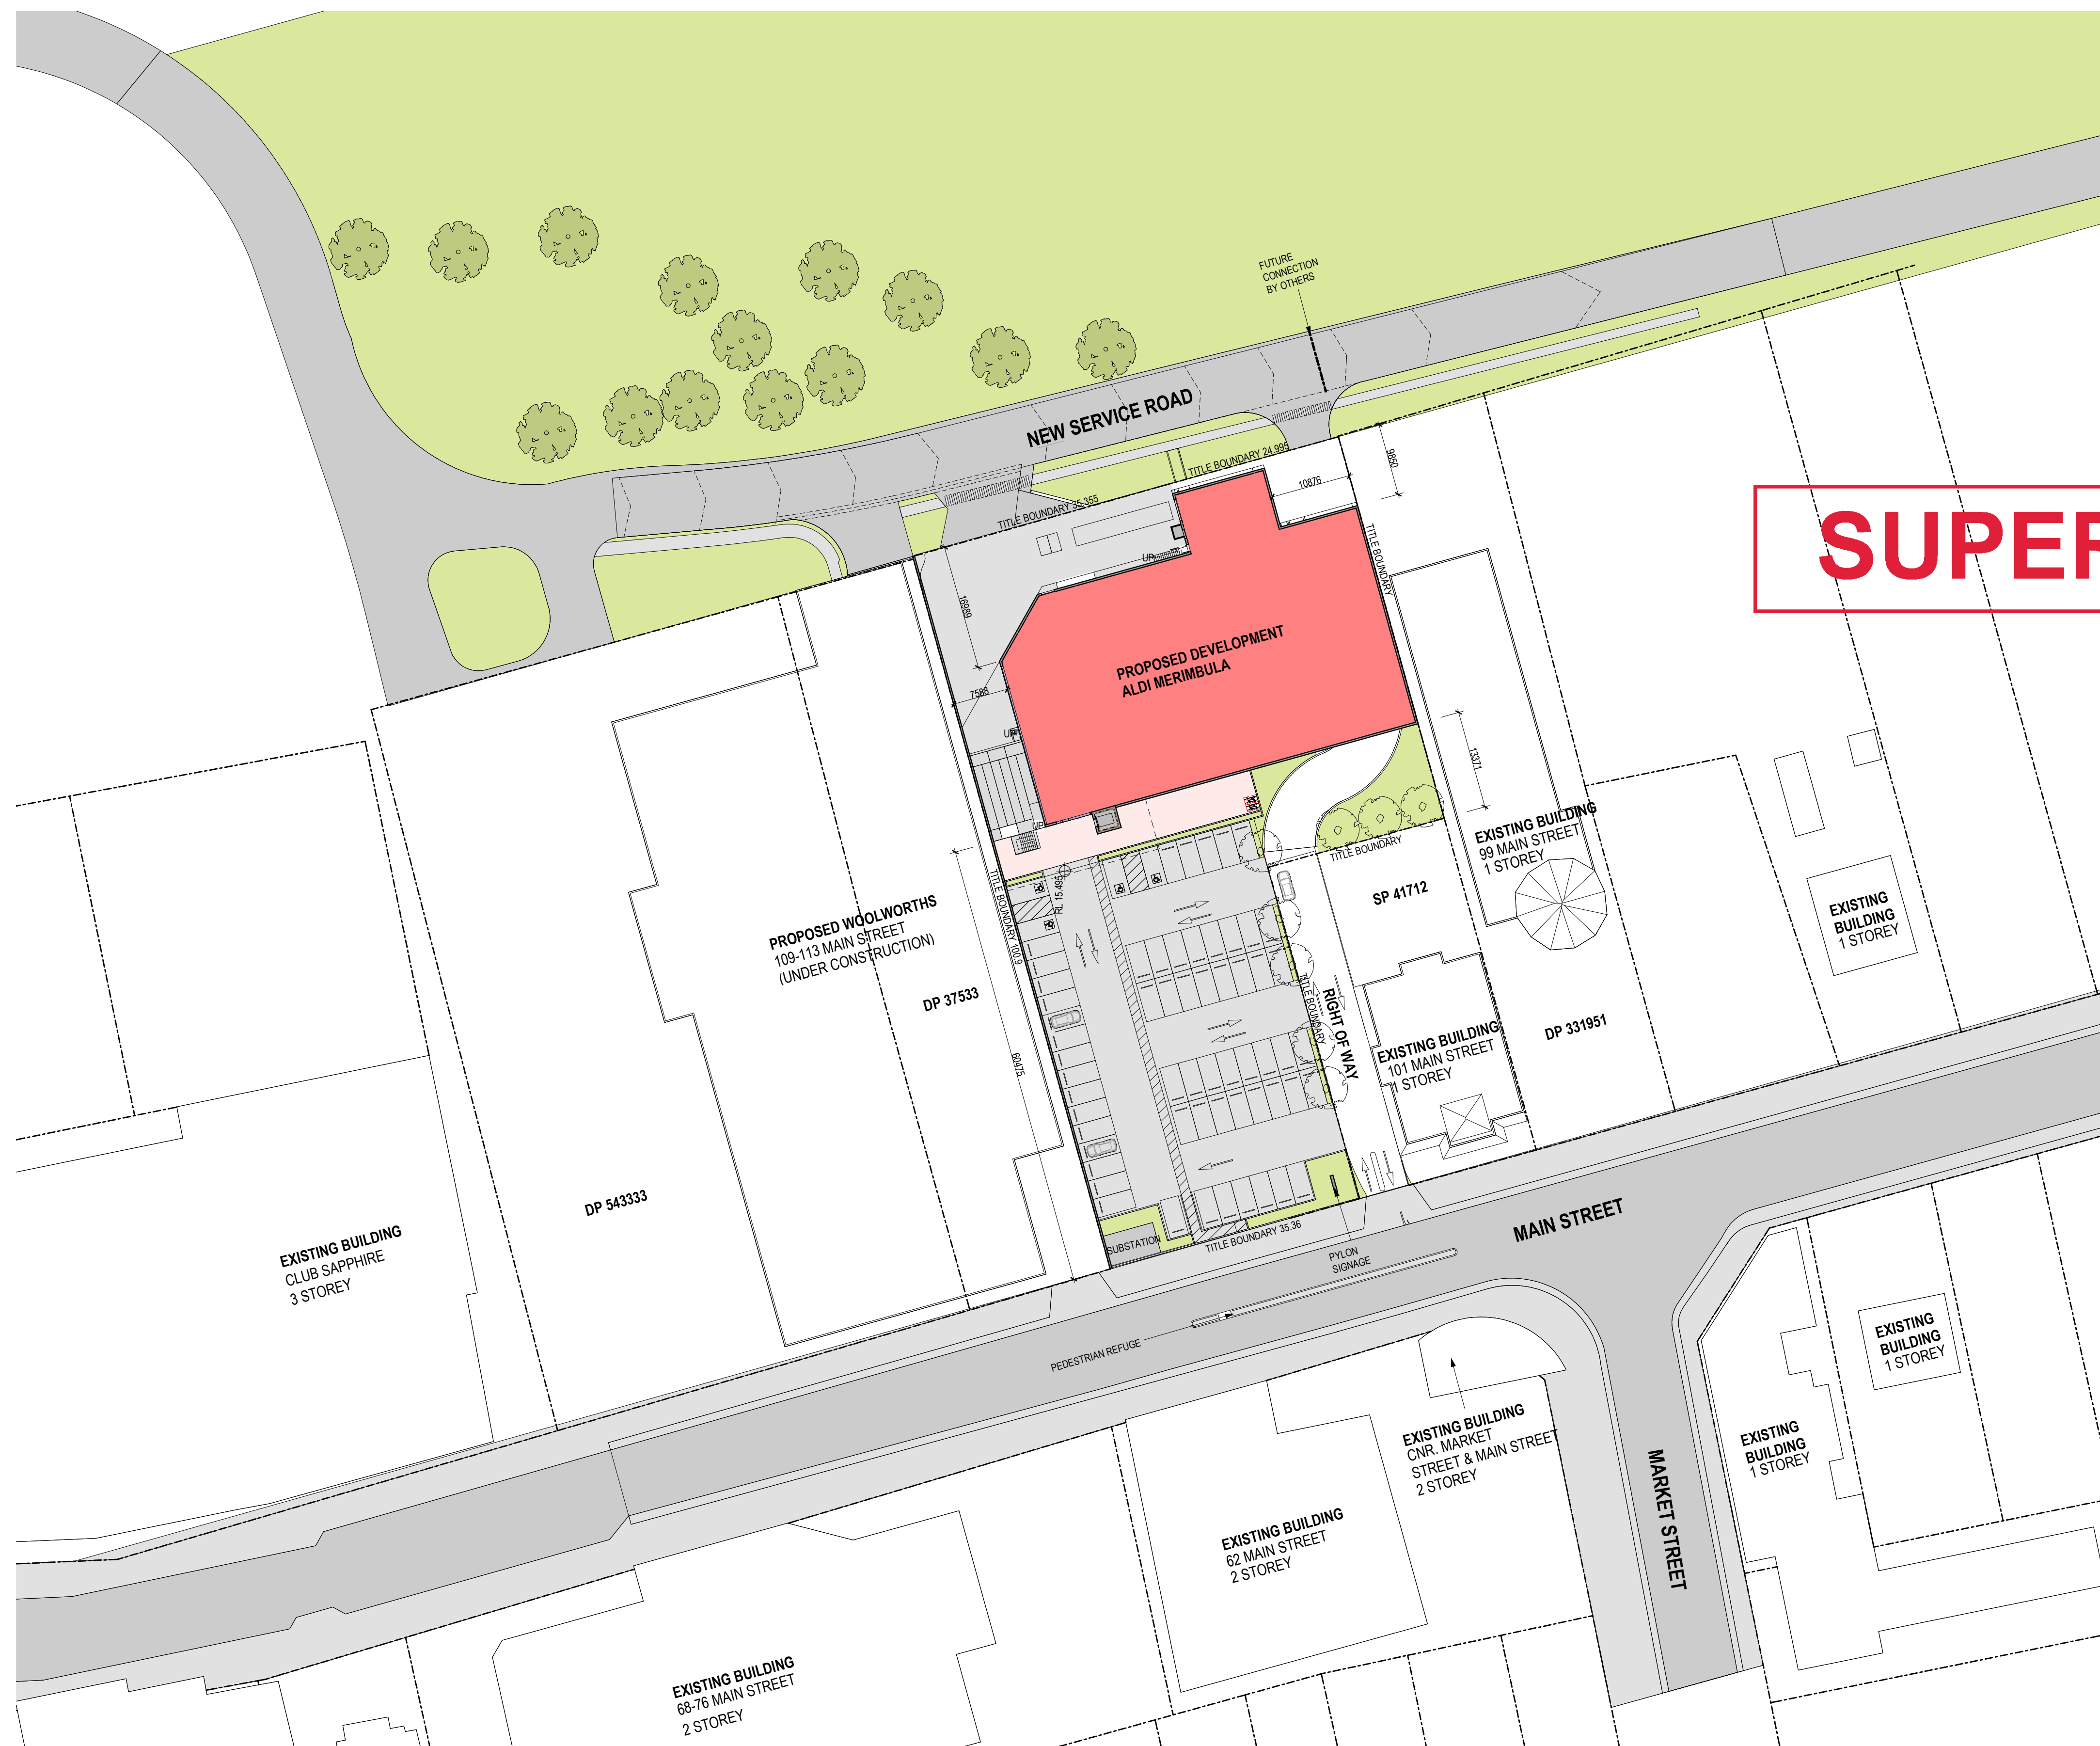 FUTURE
CONNECTION
BY OTHERS
NEW SERVICE ROAD
TITLE BOUNDARY 24.995
TITLE BOUNDARY 35.355
10876
9850
SUPER
UP
TITLE BOUNDARY
16989
PROPOSED DEVELOPMENT
ALDI MERIMBULA
7588
UP
13371
UP
EXISTING BUILDING
99 MAIN STREET
1 STOREY
TITLE BOUNDARY
RL 15.495
SP 41712
EXISTING
BUILDING
1 STOREY
PROPOSED WOOLWORTHS
109-113 MAIN STREET
(UNDER CONSTRUCTION)
TITLE BOUNDARY 100.9
DP 37533
TITLE BOUNDARY
RIGHT OF WAY
60475
EXISTING BUILDING
101 MAIN STREET
1 STOREY
DP 331951
DP 543333
EXISTING BUILDING
CLUB SAPPHIRE
3 STOREY
SUBSTATION
TITLE BOUNDARY 35.36
PYLON
SIGNAGE
MAIN STREET
PEDESTRIAN REFUGE
EXISTING
BUILDING
1 STOREY
EXISTING BUILDING
CNR. MARKET
STREET & MAIN STREET
2 STOREY
EXISTING
BUILDING
1 STOREY
MARKET STREET
EXISTING BUILDING
62 MAIN STREET
2 STOREY
EXISTING BUILDING
68-76 MAIN STREET
2 STOREY